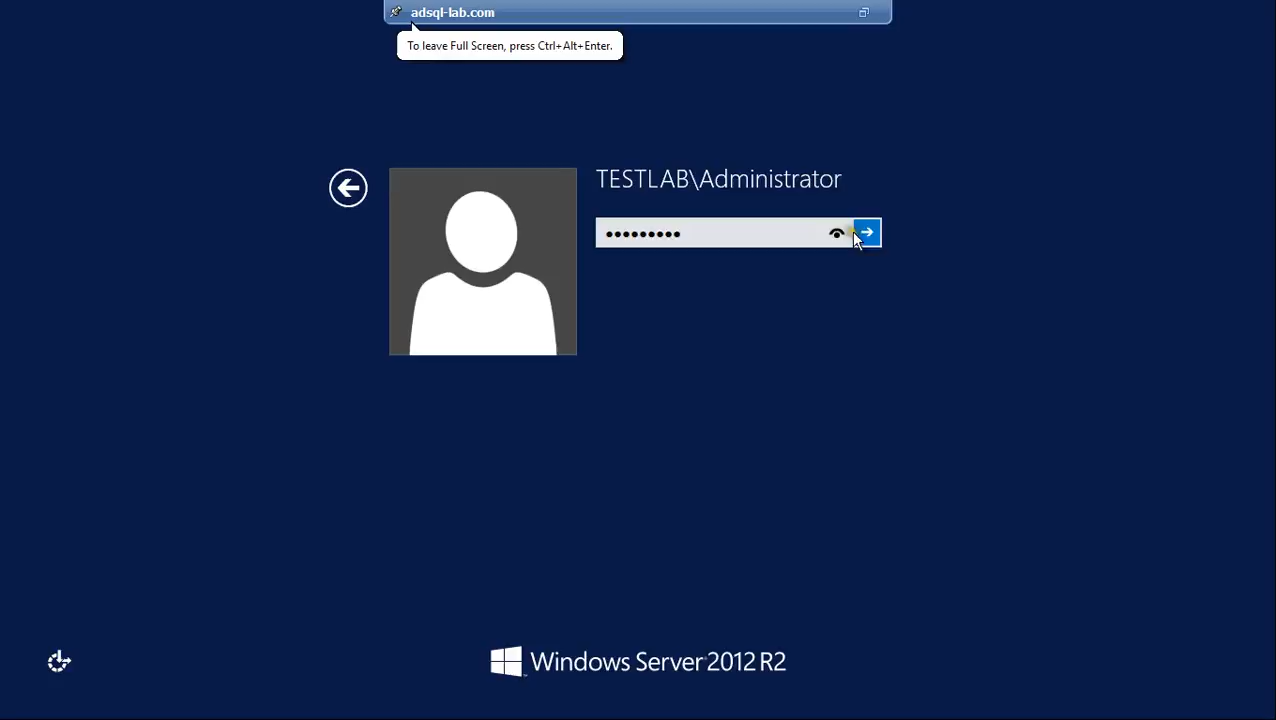 adsql-lab.com
To leave Full Screen, press Ctrl+Alt+Enter.
TESTLAB\Administrator
•••••••••
Windows Server 2012 R2